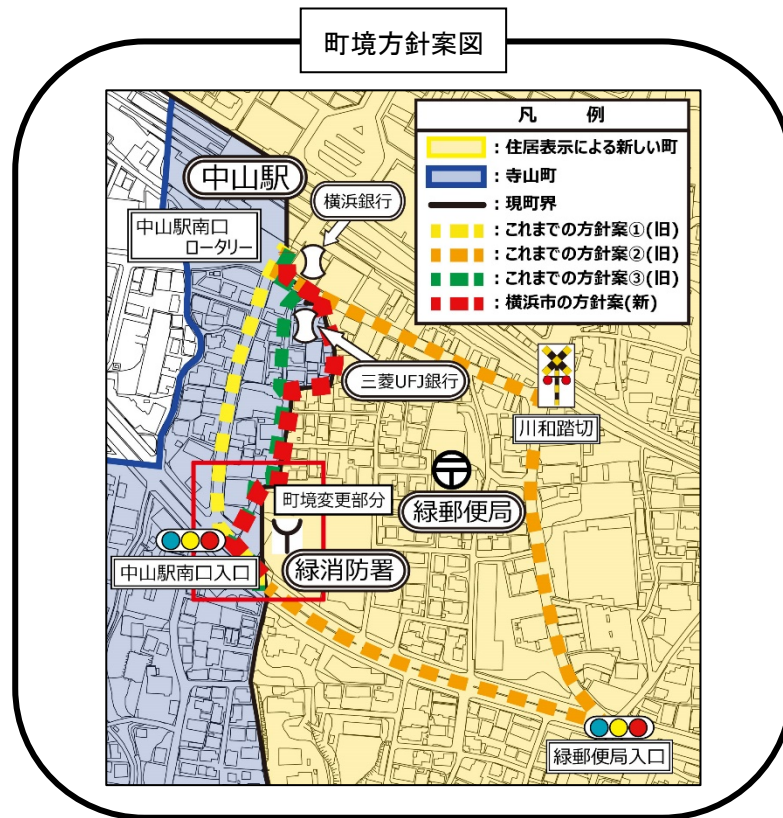 町境方針案図
凡 例
: 住居表示による新しい町
: 寺山町
: 現町界
: これまでの方針案①(旧)
: これまでの方針案②(旧)
: これまでの方針案③(旧)
: 横浜市の方針案(新)
中山駅
横浜銀行
中山駅南口
ロータリー
三菱UFJ銀行
川和踏切
町境変更部分
緑郵便局
中山駅南口入口
緑消防署
緑郵便局入口